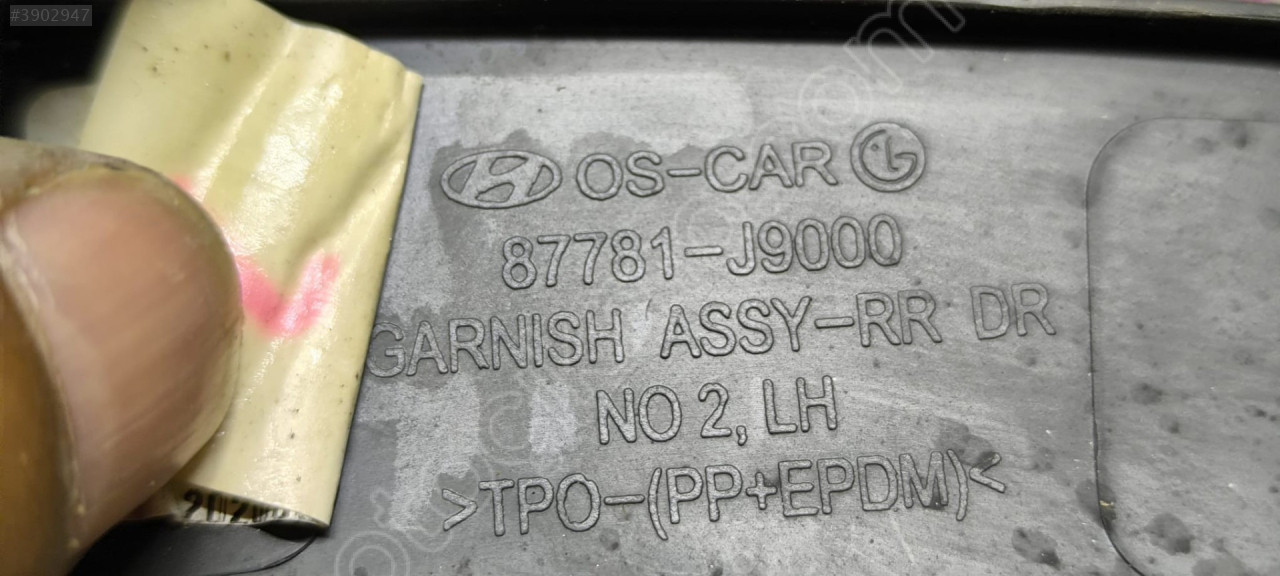 #3902947
OS-CAR
87781-J9000
GARNISH ASSY-RR DR
NO 2, LH
>TPO-(PP+EPDM)<